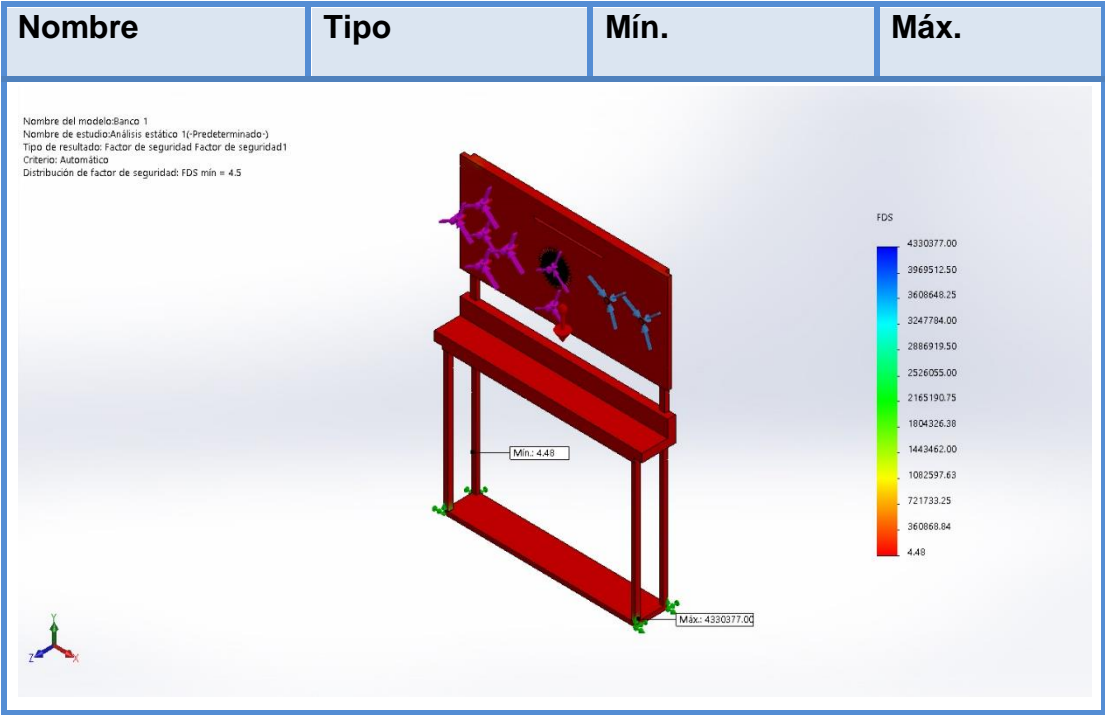 Nombre Tipo Mín. Máx.
Nombre del modelo:Banco 1
Nombre de estudio:Análisis estático 1(-Predeterminado-)
Tipo de resultado: Factor de seguridad Factor de seguridad1
Criterio: Automático
Distribución de factor de seguridad: FDS mín = 4.5
FDS
4330377.00
3969512.50
3608648.25
3247784.00
2886919.50
2526055.00
2165190.75
1804326.38
1443462.00
1082597.63
721733.25
360868.84
4.48
Mín.: 4.48
Máx.: 4330377.00
Y
Z
X